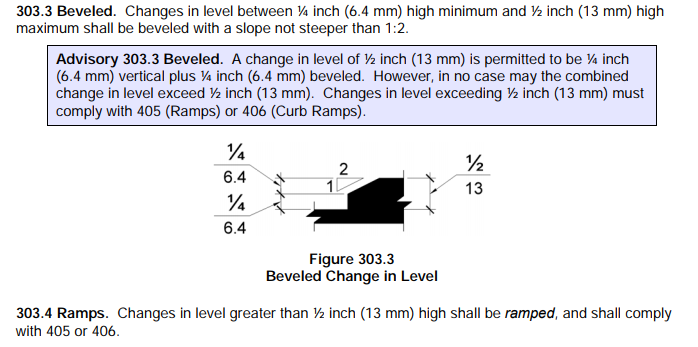 303.3 Beveled. Changes in level between ¼ inch (6.4 mm) high minimum and ½ inch (13 mm) high
maximum shall be beveled with a slope not steeper than 1:2.
Advisory 303.3 Beveled. A change in level of ½ inch (13 mm) is permitted to be ¼ inch
(6.4 mm) vertical plus ¼ inch (6.4 mm) beveled. However, in no case may the combined
change in level exceed ½ inch (13 mm). Changes in level exceeding ½ inch (13 mm) must
comply with 405 (Ramps) or 406 (Curb Ramps).
¼
6.4
¼
6.4
2
1
½
13
Figure 303.3
Beveled Change in Level
303.4 Ramps. Changes in level greater than ½ inch (13 mm) high shall be ramped, and shall comply
with 405 or 406.